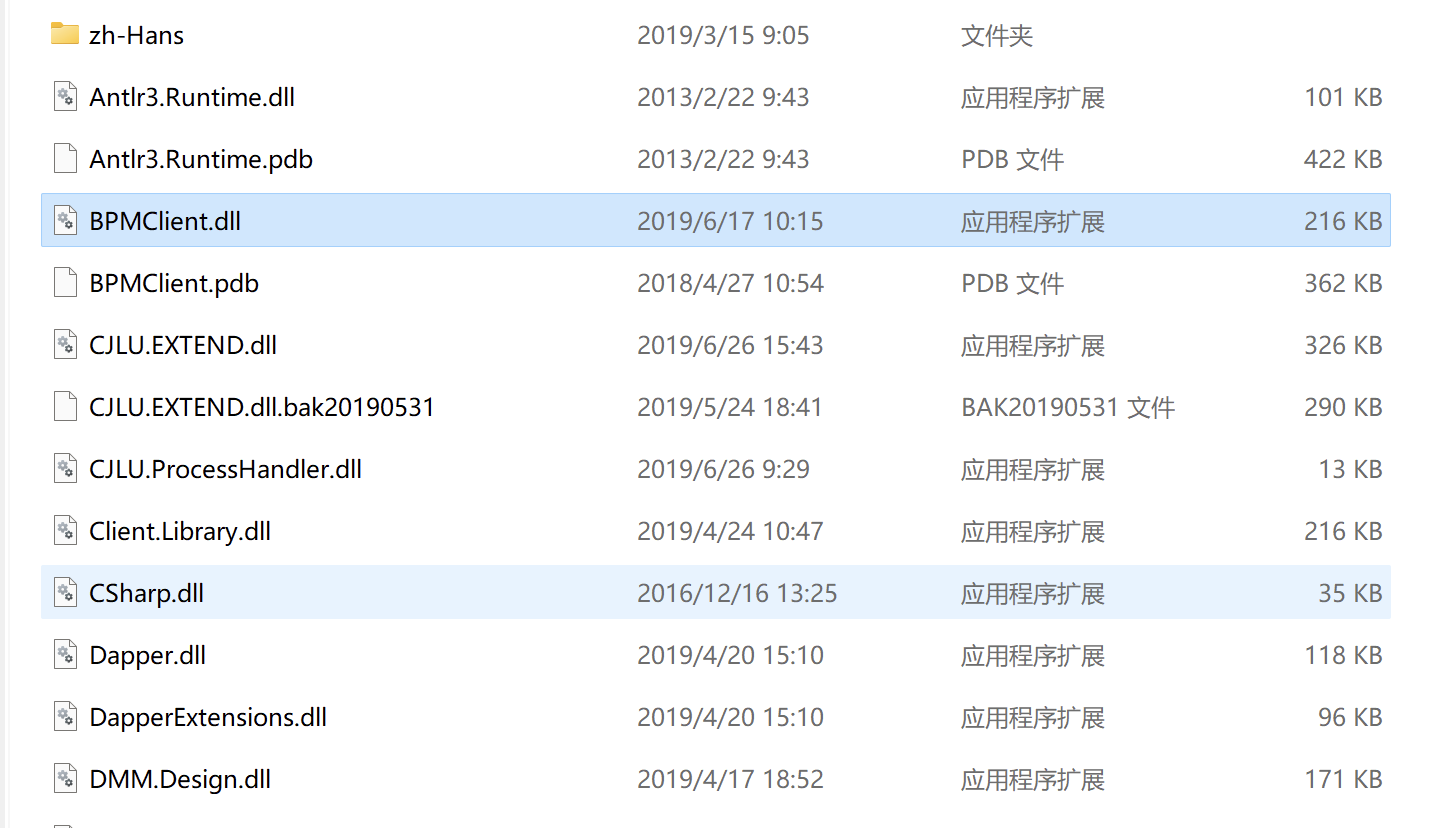 zh-Hans 2019/3/15 9:05 文件夹
Antlr3.Runtime.dll 2013/2/22 9:43 应用程序扩展 101 KB
Antlr3.Runtime.pdb 2013/2/22 9:43 PDB 文件 422 KB
BPMClient.dll 2019/6/17 10:15 应用程序扩展 216 KB
BPMClient.pdb 2018/4/27 10:54 PDB 文件 362 KB
CJLU.EXTEND.dll 2019/6/26 15:43 应用程序扩展 326 KB
CJLU.EXTEND.dll.bak20190531 2019/5/24 18:41 BAK20190531 文件 290 KB
CJLU.ProcessHandler.dll 2019/6/26 9:29 应用程序扩展 13 KB
Client.Library.dll 2019/4/24 10:47 应用程序扩展 216 KB
CSharp.dll 2016/12/16 13:25 应用程序扩展 35 KB
Dapper.dll 2019/4/20 15:10 应用程序扩展 118 KB
DapperExtensions.dll 2019/4/20 15:10 应用程序扩展 96 KB
DMM.Design.dll 2019/4/17 18:52 应用程序扩展 171 KB